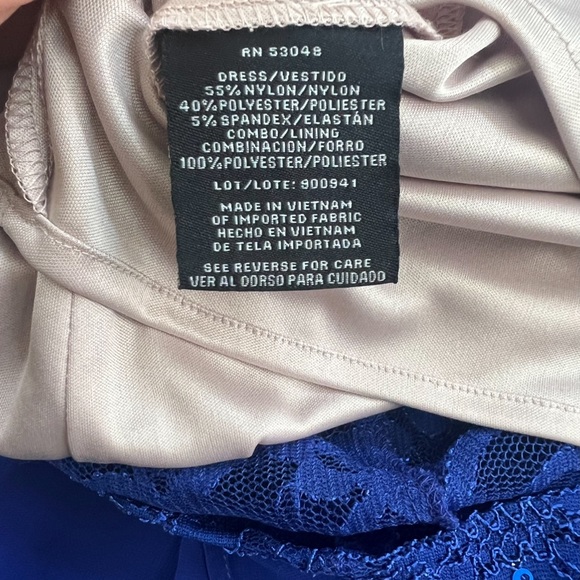 RN 53048
DRESS/VESTIDO
55% NYLON/NYLON
40% POLYESTER/POLIESTER
5% SPANDEX/ELASTÁN
COMBO/LINING
COMBINACIÓN/FORRO
100% POLYESTER/POLIESTER
LOT/LOTE: 900941
MADE IN VIETNAM
OF IMPORTED FABRIC
HECHO EN VIETNAM
DE TELA IMPORTADA
SEE REVERSE FOR CARE
VER AL DORSO PARA CUIDADO